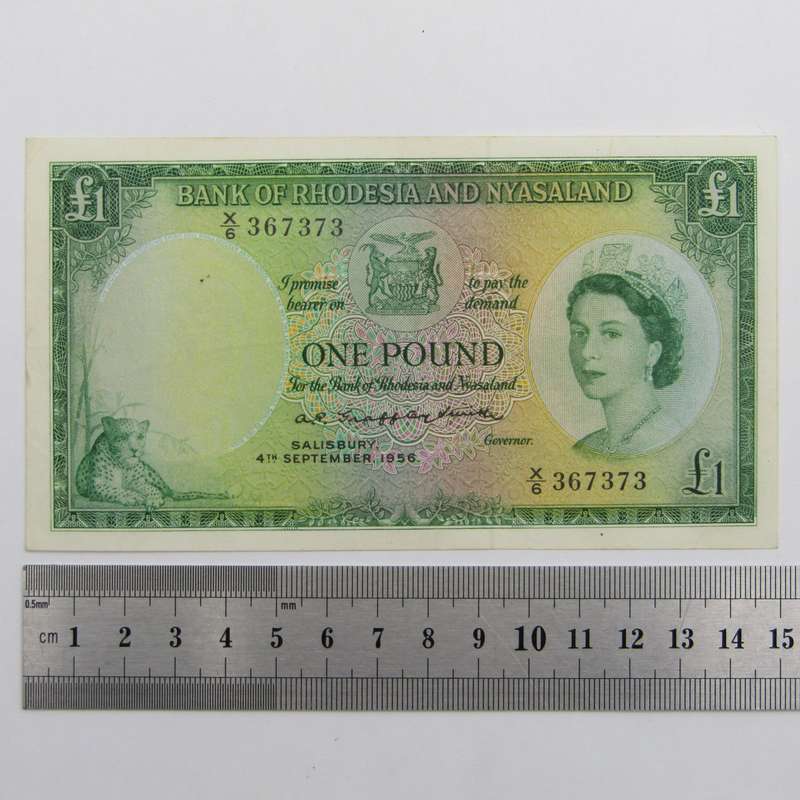 £1 BANK OF RHODESIA AND NYASALAND £1
X/6 367373
I promise to pay the
bearer on demand
ONE POUND
For the Bank of Rhodesia and Nyasaland
SALISBURY, Governor.
4TH SEPTEMBER, 1956
X/6 367373 £1
0.5mm mm
cm 1 2 3 4 5 6 7 8 9 10 11 12 13 14 15